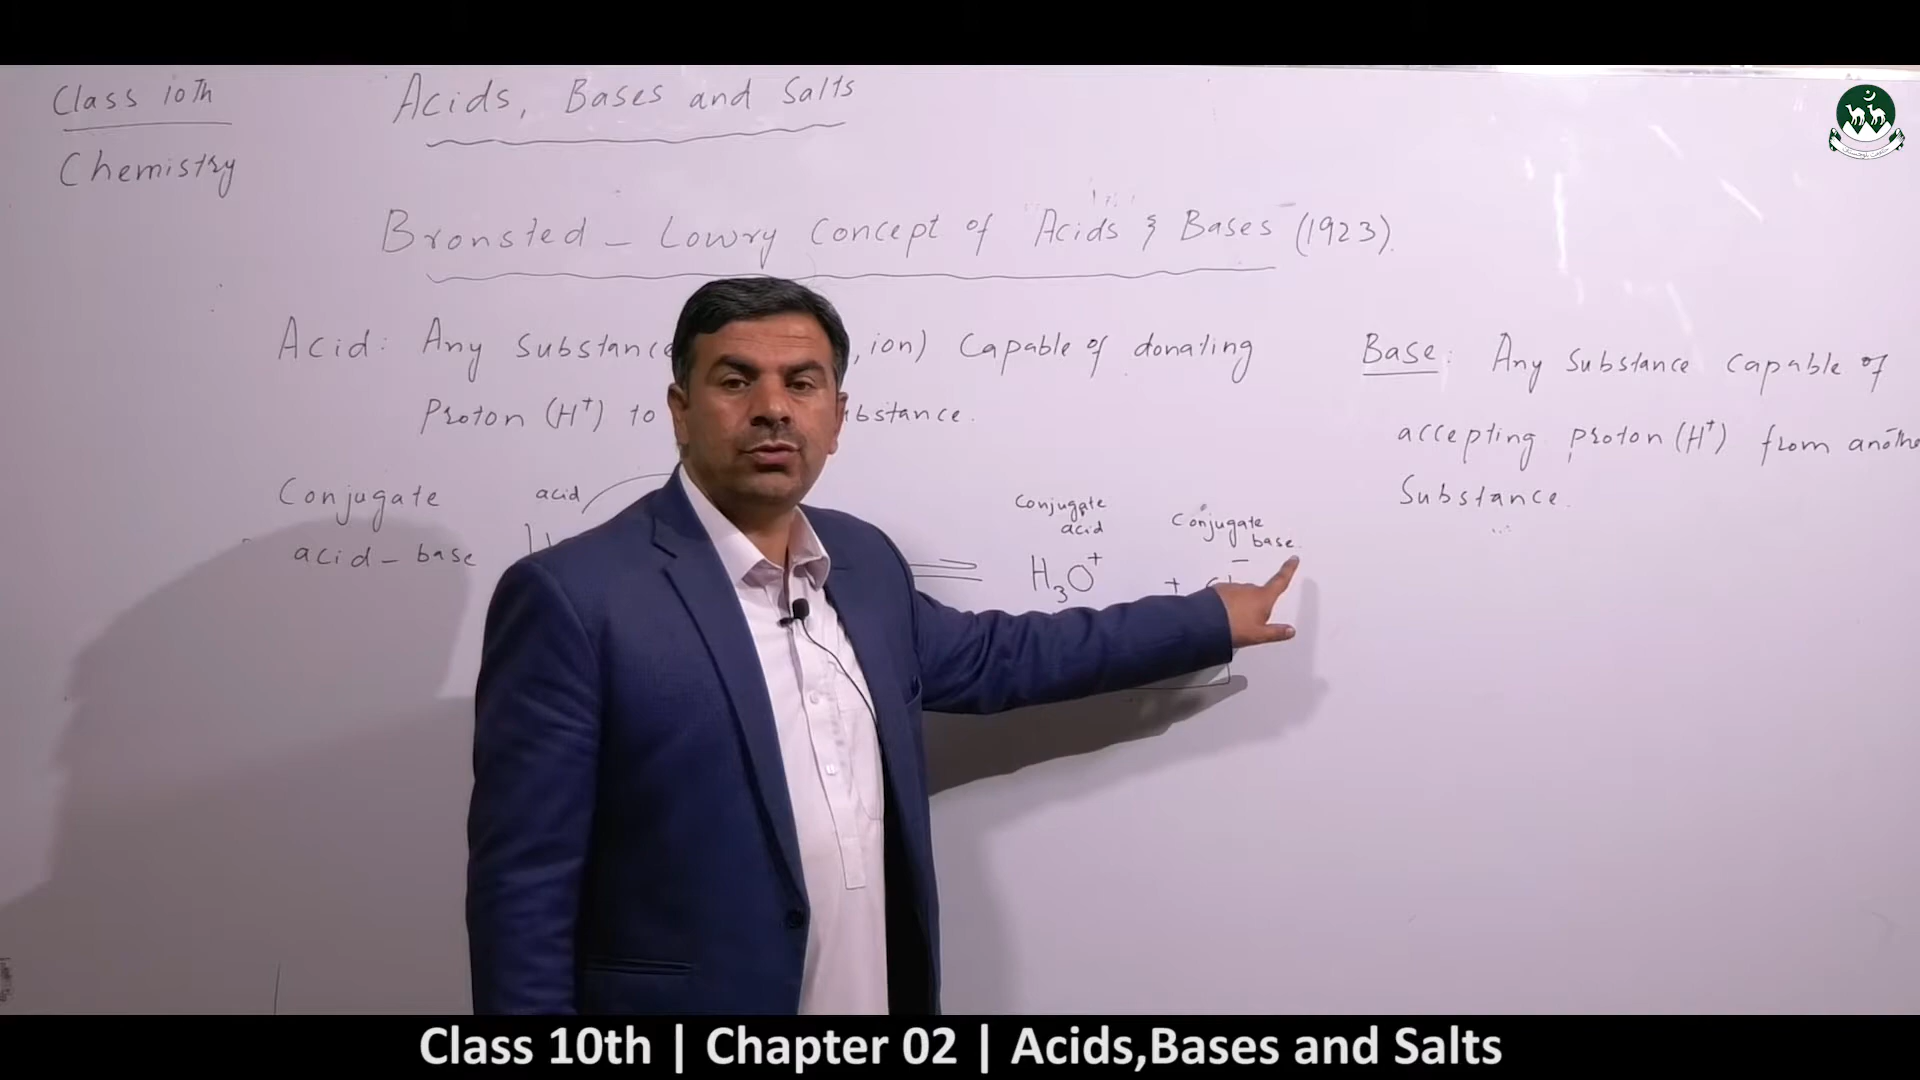 Class 10th
Chemistry
Acids, Bases and Salts
Bronsted - Lowry Concept of Acids & Bases (1923).
Acid: Any substanc , ion) Capable of donating
Proton (H⁺) to bstance.
Base: Any Substance capable of
accepting proton (H⁺) from anothe
Substance.
Conjugate
acid - base
acid
Conjugate
acid
H₃O⁺
Conjugate
base
+
Class 10th | Chapter 02 | Acids,Bases and Salts